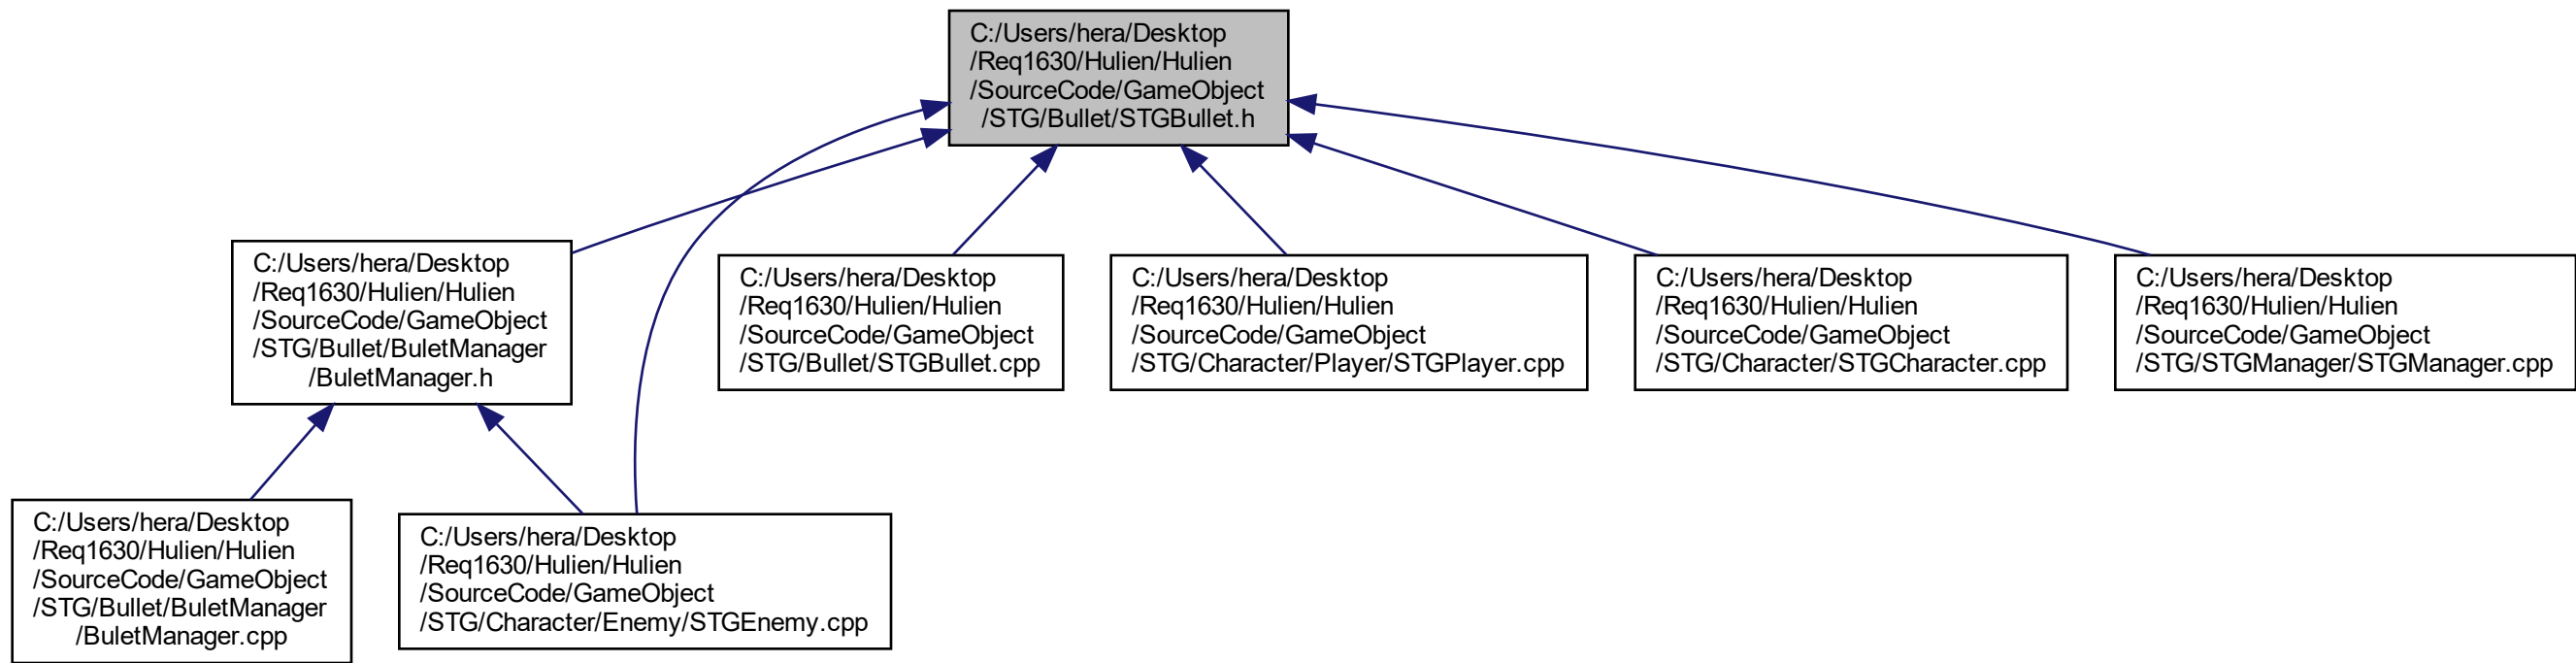 C:/Users/hera/Desktop
/Req1630/Hulien/Hulien
/SourceCode/GameObject
/STG/Bullet/STGBullet.h
C:/Users/hera/Desktop
/Req1630/Hulien/Hulien
/SourceCode/GameObject
/STG/Bullet/BuletManager
/BuletManager.h
C:/Users/hera/Desktop
/Req1630/Hulien/Hulien
/SourceCode/GameObject
/STG/Bullet/STGBullet.cpp
C:/Users/hera/Desktop
/Req1630/Hulien/Hulien
/SourceCode/GameObject
/STG/Character/Player/STGPlayer.cpp
C:/Users/hera/Desktop
/Req1630/Hulien/Hulien
/SourceCode/GameObject
/STG/Character/STGCharacter.cpp
C:/Users/hera/Desktop
/Req1630/Hulien/Hulien
/SourceCode/GameObject
/STG/STGManager/STGManager.cpp
C:/Users/hera/Desktop
/Req1630/Hulien/Hulien
/SourceCode/GameObject
/STG/Bullet/BuletManager
/BuletManager.cpp
C:/Users/hera/Desktop
/Req1630/Hulien/Hulien
/SourceCode/GameObject
/STG/Character/Enemy/STGEnemy.cpp